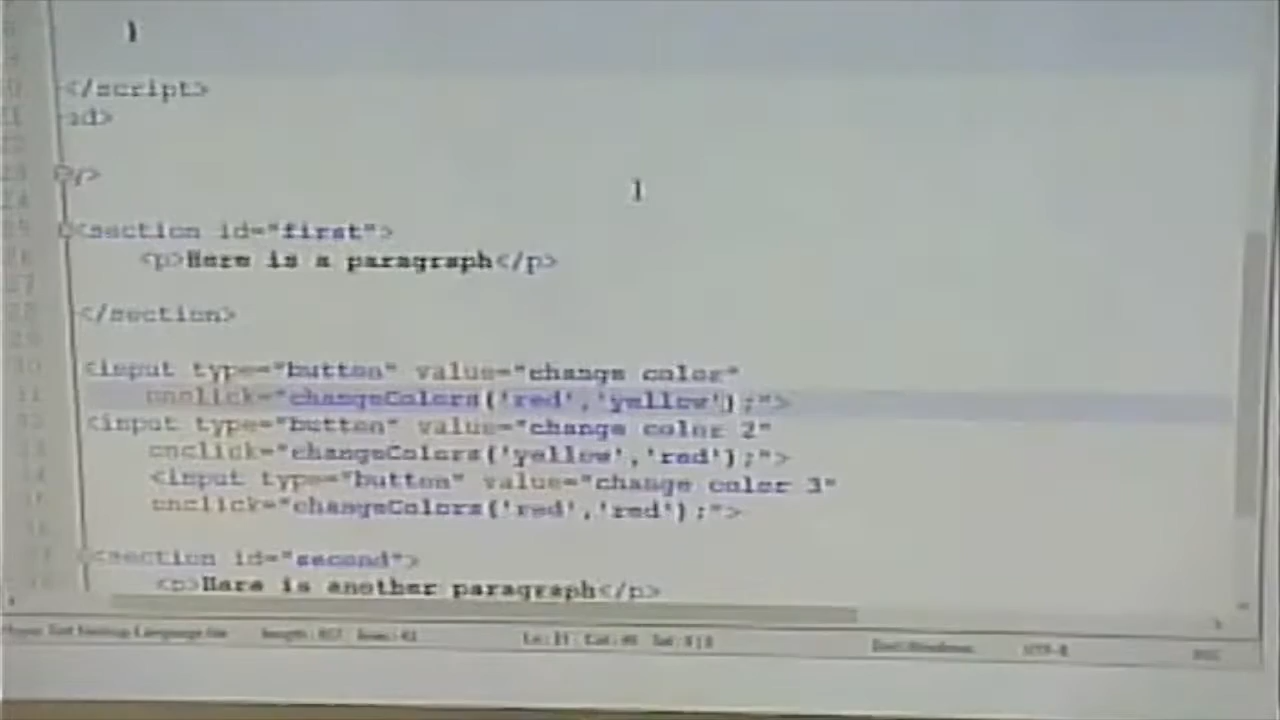 }
</script>
ad>
y>
<section id="first">
<p>Here is a paragraph</p>
</section>
<input type="button" value="change color"
onclick="changeColors('red','yellow');">
<input type="button" value="change color 2"
onclick="changeColors('yellow','red');">
<input type="button" value="change color 3"
onclick="changeColors('red','red');">
<section id="second">
<p>Here is another paragraph</p>